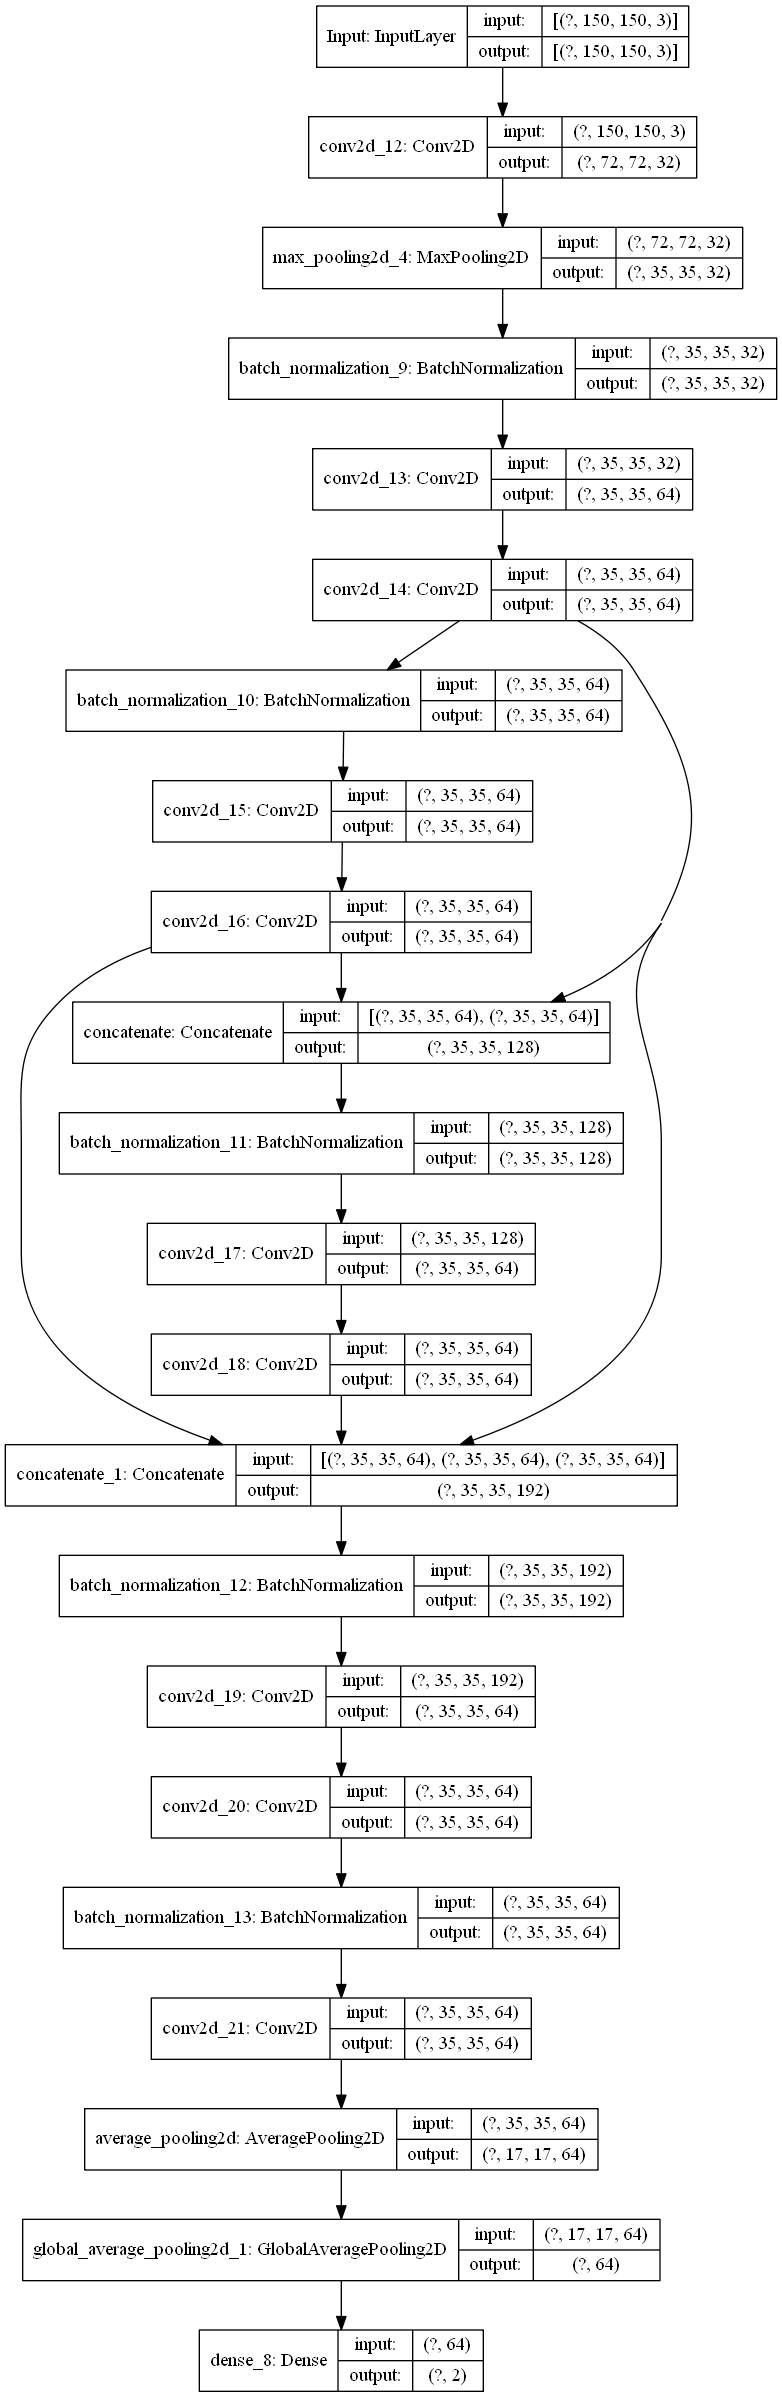 Input: InputLayer
input: [(?, 150, 150, 3)]
output: [(?, 150, 150, 3)]
conv2d_12: Conv2D
input: (?, 150, 150, 3)
output: (?, 72, 72, 32)
max_pooling2d_4: MaxPooling2D
input: (?, 72, 72, 32)
output: (?, 35, 35, 32)
batch_normalization_9: BatchNormalization
input: (?, 35, 35, 32)
output: (?, 35, 35, 32)
conv2d_13: Conv2D
input: (?, 35, 35, 32)
output: (?, 35, 35, 64)
conv2d_14: Conv2D
input: (?, 35, 35, 64)
output: (?, 35, 35, 64)
batch_normalization_10: BatchNormalization
input: (?, 35, 35, 64)
output: (?, 35, 35, 64)
conv2d_15: Conv2D
input: (?, 35, 35, 64)
output: (?, 35, 35, 64)
conv2d_16: Conv2D
input: (?, 35, 35, 64)
output: (?, 35, 35, 64)
concatenate: Concatenate
input: [(?, 35, 35, 64), (?, 35, 35, 64)]
output: (?, 35, 35, 128)
batch_normalization_11: BatchNormalization
input: (?, 35, 35, 128)
output: (?, 35, 35, 128)
conv2d_17: Conv2D
input: (?, 35, 35, 128)
output: (?, 35, 35, 64)
conv2d_18: Conv2D
input: (?, 35, 35, 64)
output: (?, 35, 35, 64)
concatenate_1: Concatenate
input: [(?, 35, 35, 64), (?, 35, 35, 64), (?, 35, 35, 64)]
output: (?, 35, 35, 192)
batch_normalization_12: BatchNormalization
input: (?, 35, 35, 192)
output: (?, 35, 35, 192)
conv2d_19: Conv2D
input: (?, 35, 35, 192)
output: (?, 35, 35, 64)
conv2d_20: Conv2D
input: (?, 35, 35, 64)
output: (?, 35, 35, 64)
batch_normalization_13: BatchNormalization
input: (?, 35, 35, 64)
output: (?, 35, 35, 64)
conv2d_21: Conv2D
input: (?, 35, 35, 64)
output: (?, 35, 35, 64)
average_pooling2d: AveragePooling2D
input: (?, 35, 35, 64)
output: (?, 17, 17, 64)
global_average_pooling2d_1: GlobalAveragePooling2D
input: (?, 17, 17, 64)
output: (?, 64)
dense_8: Dense
input: (?, 64)
output: (?, 2)